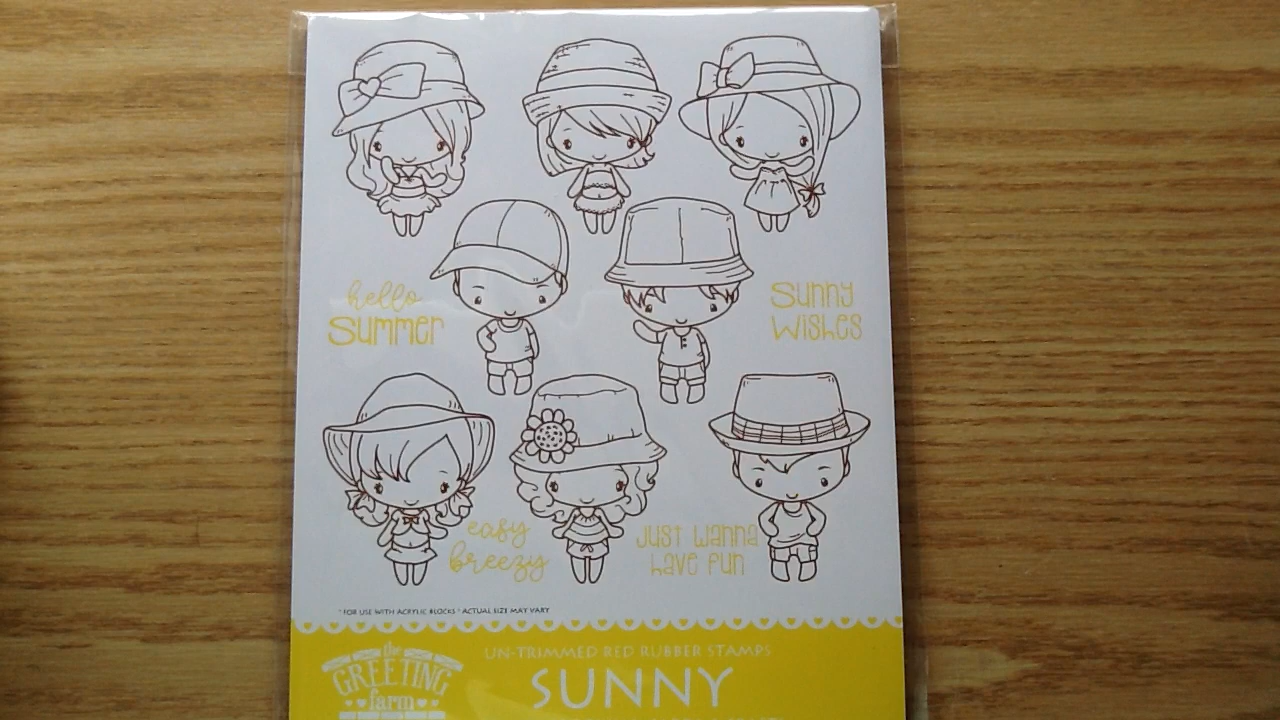 hello
Summer
Sunny
Wishes
easy
breezy
Just wanna
have fun
* FOR USE WITH ACRYLIC BLOCKS * ACTUAL SIZE MAY VARY
the
GREETING
farm
UN-TRIMMED RED RUBBER STAMPS
SUNNY